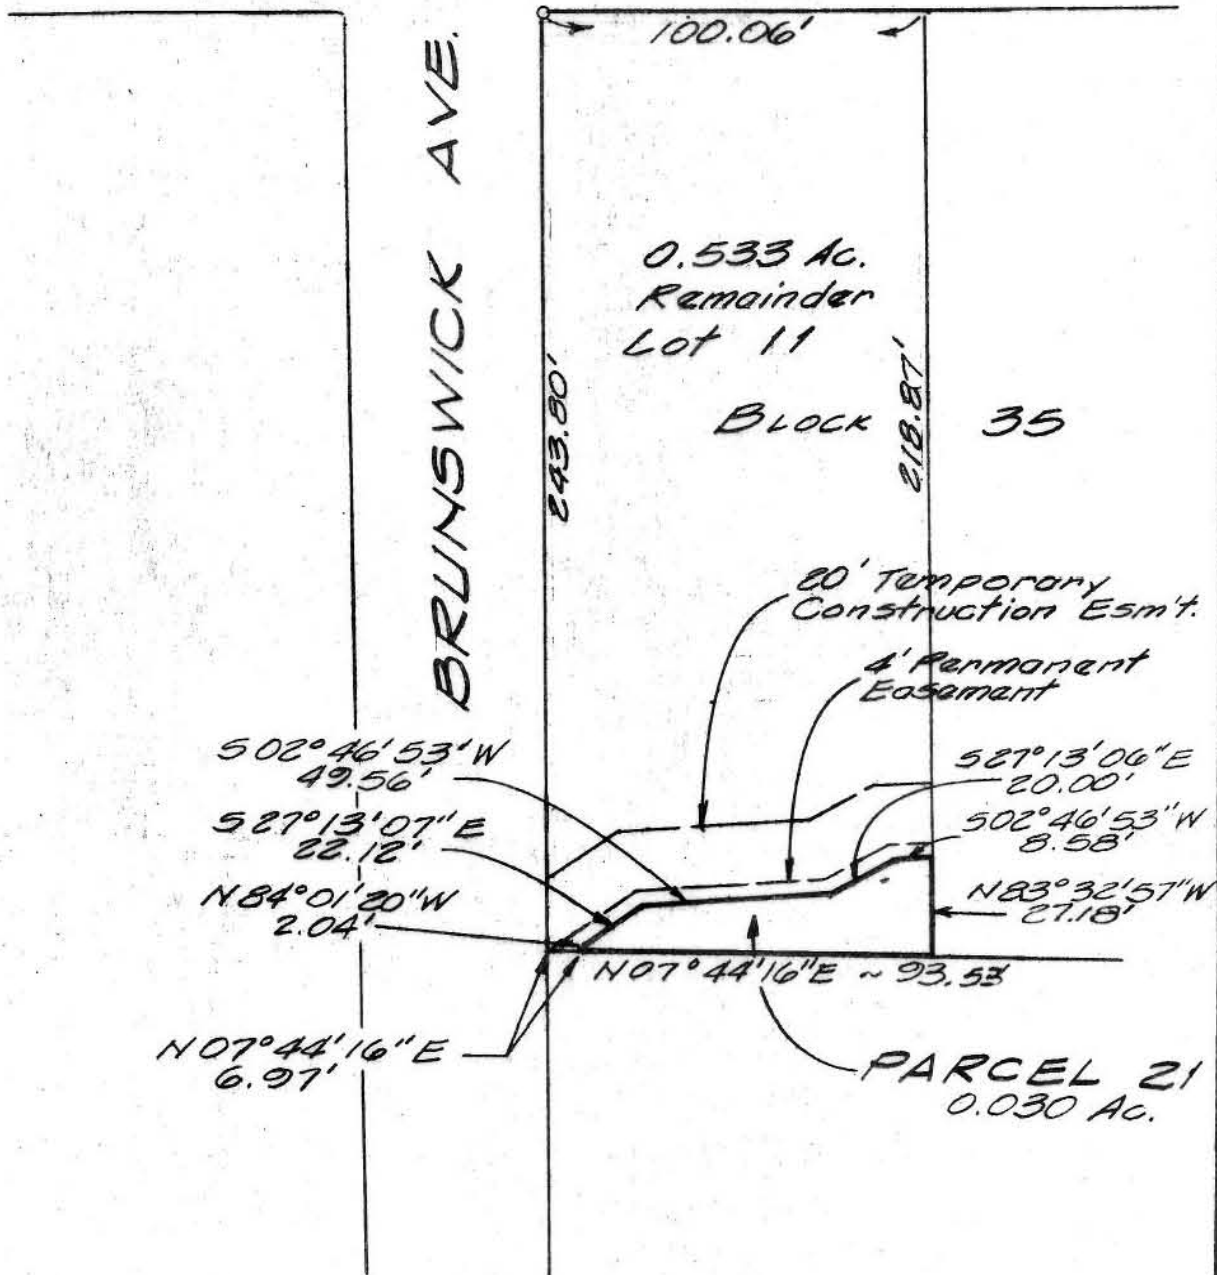 100.06'
BRUNSWICK AVE.
0.533 Ac.
Remainder
Lot 11
BLOCK 35
243.80'
218.87'
20' Temporary
Construction Esm't.
4' Permanent
Easement
S02°46'53"W
49.56'
S27°13'06"E
20.00'
S27°13'07"E
22.12'
S02°46'53"W
8.58'
N84°01'20"W
2.04'
N83°32'57"W
27.18'
N07°44'16"E ~ 93.53'
N07°44'16"E
6.97'
PARCEL 21
0.030 Ac.